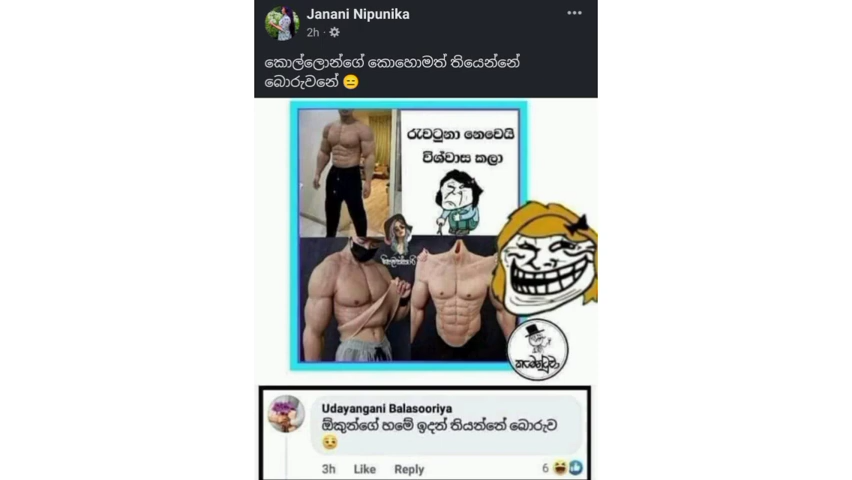 Janani Nipunika
2h
කොල්ලොන්ගේ කොහොමත් තියෙන්නේ
බොරුවනේ
රැවටුනා නෙවෙයි
විශ්වාස කලා
Udayangani Balasooriya
ඕකුන්ගේ හමේ ඉදන් තියන්නේ බොරුව
3h Like Reply 6